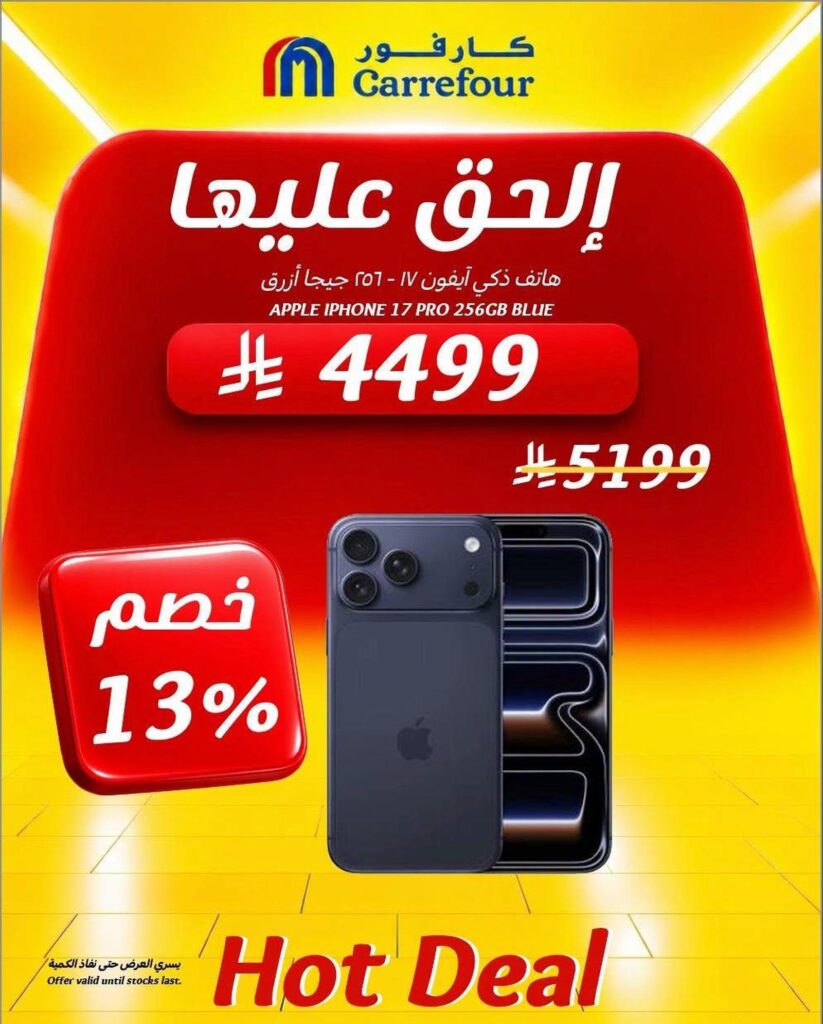 كارفور
Carrefour
إلحق عليها
هاتف ذكي آيفون ١٧ - ٢٥٦ جيجا أزرق
APPLE IPHONE 17 PRO 256GB BLUE
⃁ 4499
⃁ 5199
خصم
13%
يسري العرض حتى نفاذ الكمية
Offer valid until stocks last.
Hot Deal